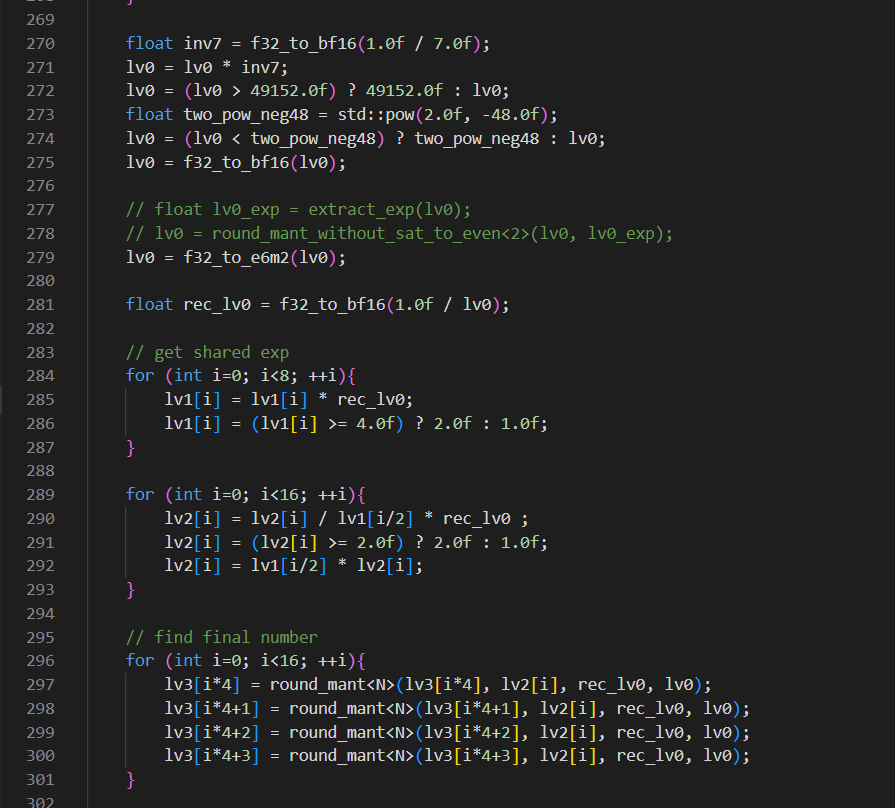 269
270 float inv7 = f32_to_bf16(1.0f / 7.0f);
271 lv0 = lv0 * inv7;
272 lv0 = (lv0 > 49152.0f) ? 49152.0f : lv0;
273 float two_pow_neg48 = std::pow(2.0f, -48.0f);
274 lv0 = (lv0 < two_pow_neg48) ? two_pow_neg48 : lv0;
275 lv0 = f32_to_bf16(lv0);
276
277 // float lv0_exp = extract_exp(lv0);
278 // lv0 = round_mant_without_sat_to_even<2>(lv0, lv0_exp);
279 lv0 = f32_to_e6m2(lv0);
280
281 float rec_lv0 = f32_to_bf16(1.0f / lv0);
282
283 // get shared exp
284 for (int i=0; i<8; ++i){
285 lv1[i] = lv1[i] * rec_lv0;
286 lv1[i] = (lv1[i] >= 4.0f) ? 2.0f : 1.0f;
287 }
288
289 for (int i=0; i<16; ++i){
290 lv2[i] = lv2[i] / lv1[i/2] * rec_lv0 ;
291 lv2[i] = (lv2[i] >= 2.0f) ? 2.0f : 1.0f;
292 lv2[i] = lv1[i/2] * lv2[i];
293 }
294
295 // find final number
296 for (int i=0; i<16; ++i){
297 lv3[i*4] = round_mant<N>(lv3[i*4], lv2[i], rec_lv0, lv0);
298 lv3[i*4+1] = round_mant<N>(lv3[i*4+1], lv2[i], rec_lv0, lv0);
299 lv3[i*4+2] = round_mant<N>(lv3[i*4+2], lv2[i], rec_lv0, lv0);
300 lv3[i*4+3] = round_mant<N>(lv3[i*4+3], lv2[i], rec_lv0, lv0);
301 }
302